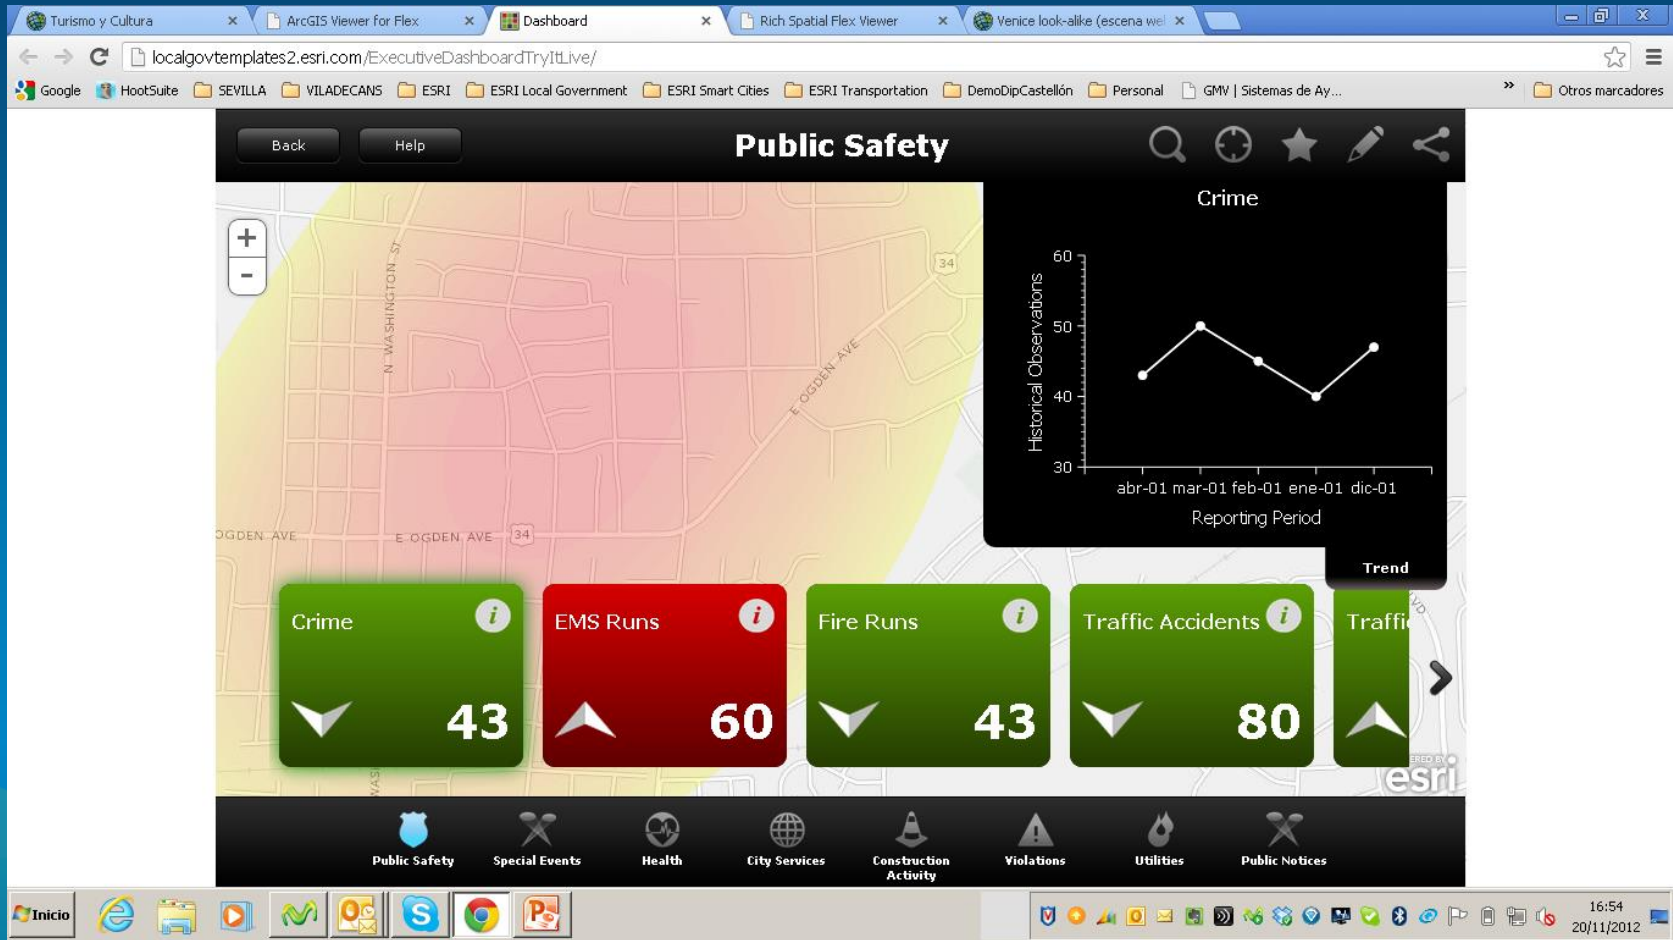 Turismo y Cultura
ArcGIS Viewer for Flex
Dashboard
Rich Spatial Flex Viewer
Venice look-alike (escena we
localgovtemplates2.esri.com/ExecutiveDashboardTryItLive/
Google
HootSuite
SEVILLA
VILADECANS
ESRI
ESRI Local Government
ESRI Smart Cities
ESRI Transportation
DemoDipCastellón
Personal
GMV | Sistemas de Ay...
»
Otros marcadores
Back
Help
Public Safety
+
-
N WASHINGTON ST
34
E OGDEN AVE
OGDEN AVE
E OGDEN AVE
34
Crime
Historical Observations
60
50
40
30
abr-01 mar-01 feb-01 ene-01 dic-01
Reporting Period
Trend
Crime
i
43
EMS Runs
i
60
Fire Runs
i
43
Traffic Accidents
i
80
Traffi
esri
Public Safety
Special Events
Health
City Services
Construction
Activity
Violations
Utilities
Public Notices
Inicio
16:54
20/11/2012